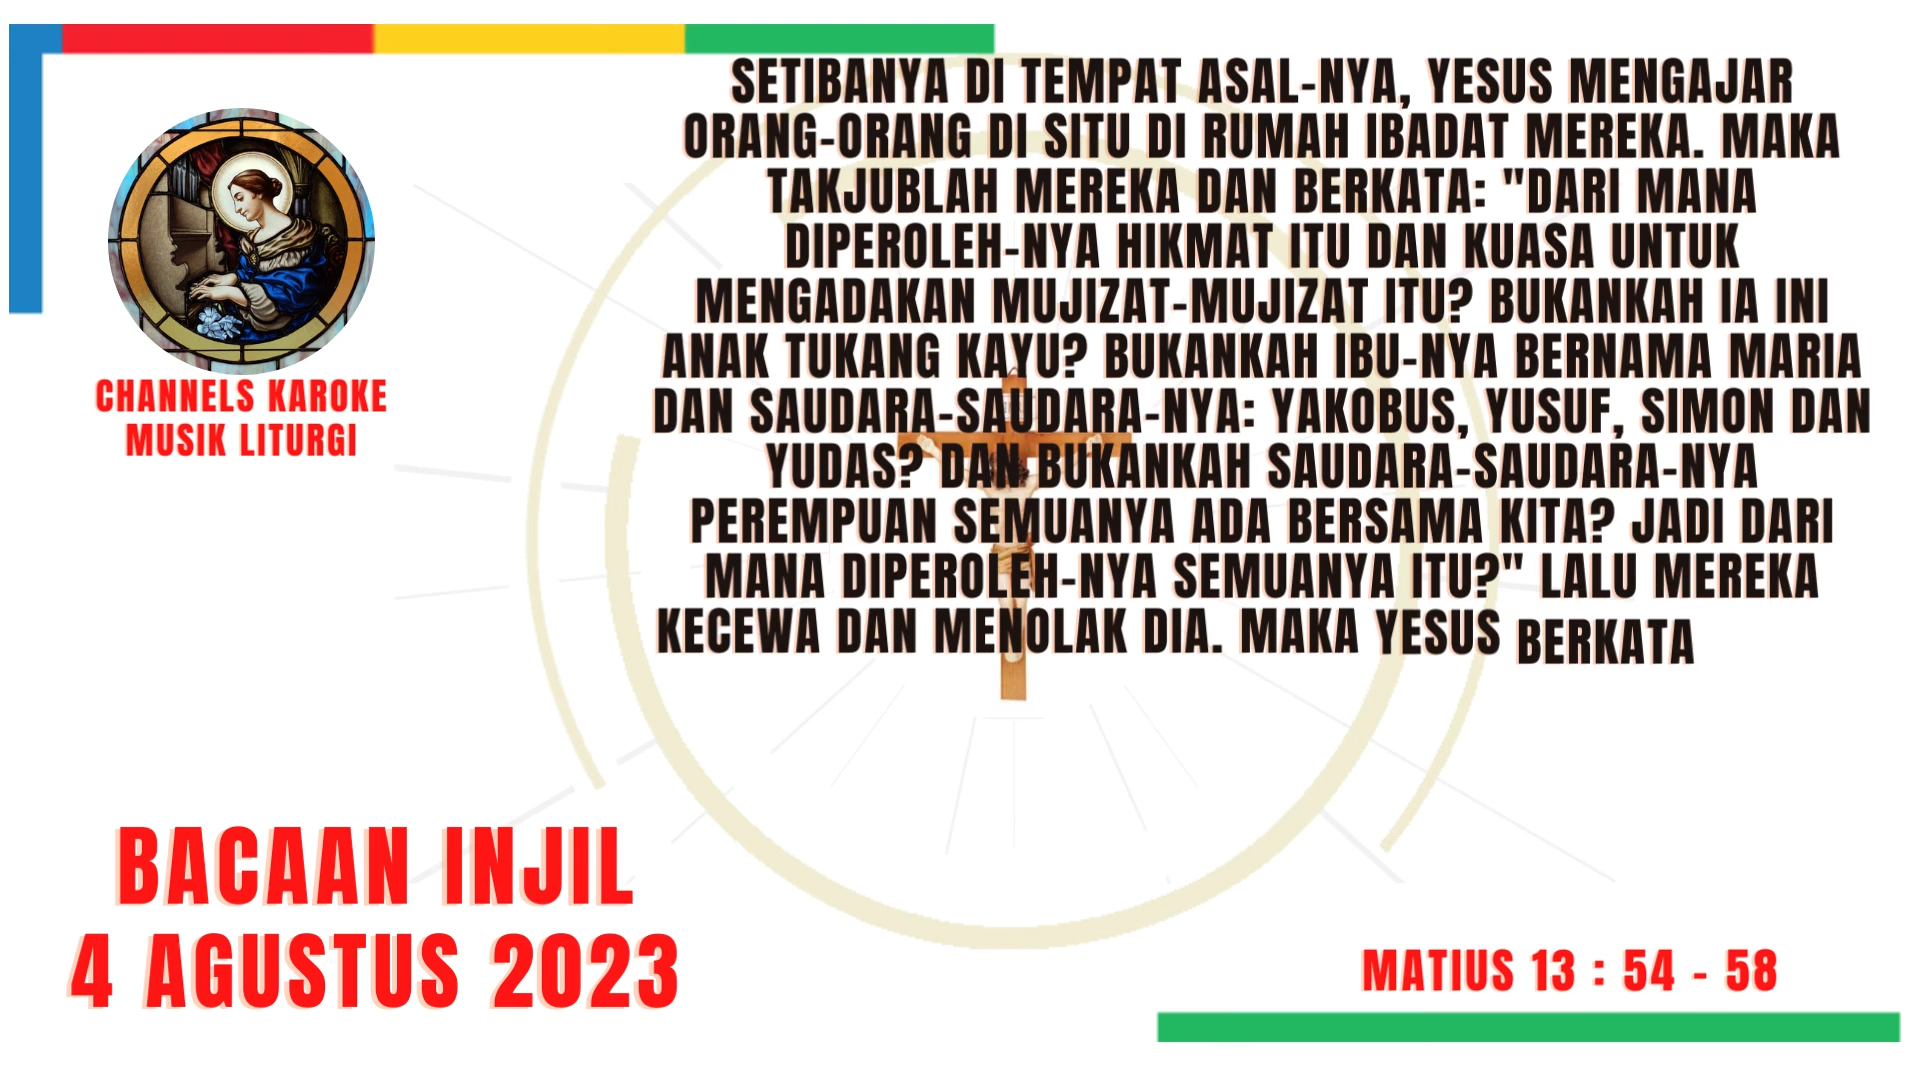 SETIBANYA DI TEMPAT ASAL-NYA, YESUS MENGAJAR
ORANG-ORANG DI SITU DI RUMAH IBADAT MEREKA. MAKA
TAKJUBLAH MEREKA DAN BERKATA: "DARI MANA
DIPEROLEH-NYA HIKMAT ITU DAN KUASA UNTUK
MENGADAKAN MUJIZAT-MUJIZAT ITU? BUKANKAH IA INI
ANAK TUKANG KAYU? BUKANKAH IBU-NYA BERNAMA MARIA
DAN SAUDARA-SAUDARA-NYA: YAKOBUS, YUSUF, SIMON DAN
YUDAS? DAN BUKANKAH SAUDARA-SAUDARA-NYA
PEREMPUAN SEMUANYA ADA BERSAMA KITA? JADI DARI
MANA DIPEROLEH-NYA SEMUANYA ITU?" LALU MEREKA
KECEWA DAN MENOLAK DIA. MAKA YESUS BERKATA
CHANNELS KAROKE
MUSIK LITURGI
BACAAN INJIL
4 AGUSTUS 2023
MATIUS 13 : 54 - 58